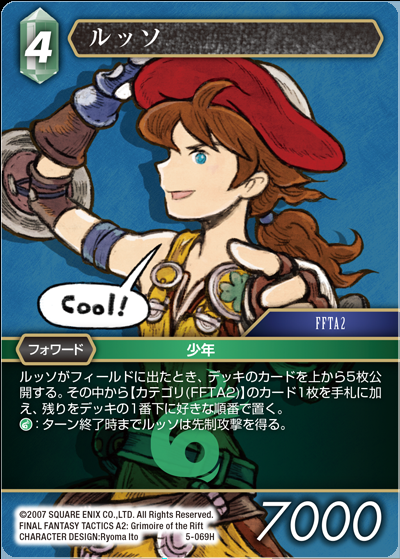 4
ルッソ
Cool!
FFTA2
フォワード
少年
ルッソがフィールドに出たとき、デッキのカードを上から5枚公
開する。その中から【カテゴリ(FFTA2)】のカード1枚を手札に加
え、残りをデッキの1番下に好きな順番で置く。
：ターン終了時までルッソは先制攻撃を得る。
©2007 SQUARE ENIX CO.,LTD. All Rights Reserved.
FINAL FANTASY TACTICS A2: Grimoire of the Rift
CHARACTER DESIGN:Ryoma Ito
5-069H
7000